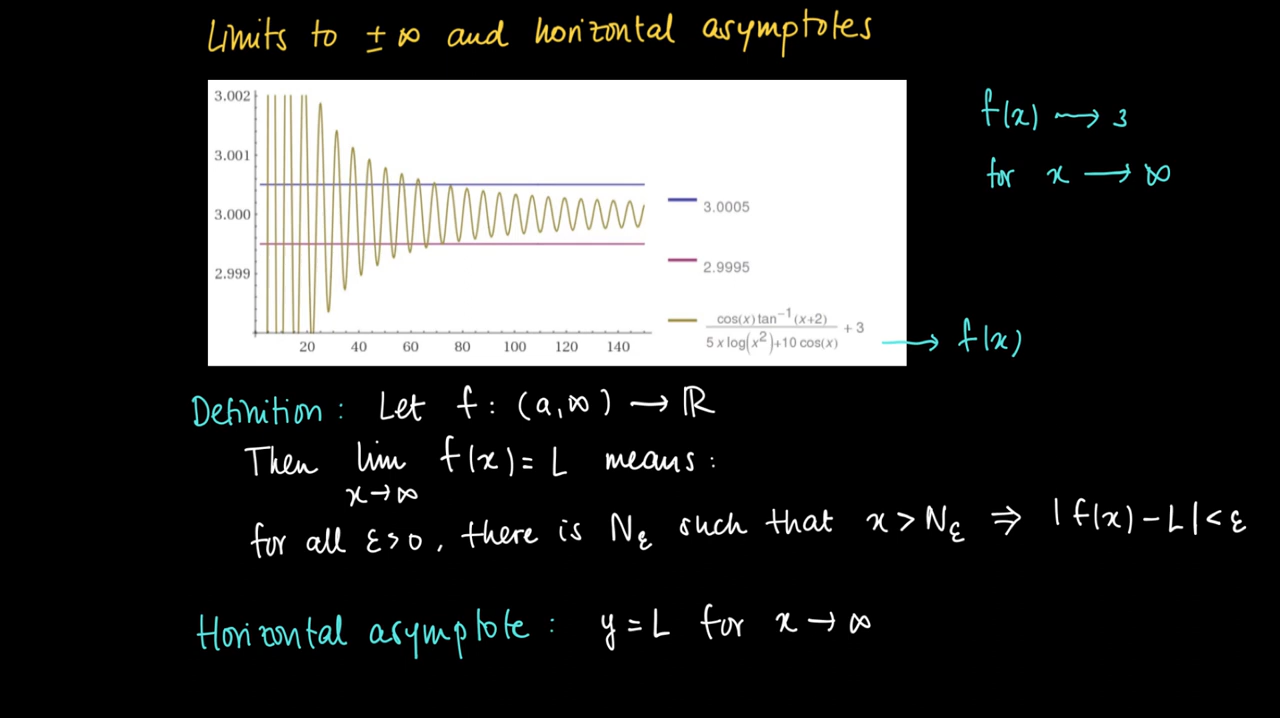 Limits to ± ∞ and horizontal asymptotes
3.002
3.001
3.000
2.999
20 40 60 80 100 120 140
3.0005
2.9995
cos(x) tan⁻¹(x+2)
5 x log(x²)+10 cos(x)
+ 3
⟶ f(x)
f(x) ⟶ 3
for x ⟶ ∞
Definition : Let f : (a,∞) → ℝ
Then lim f(x) = L means :
x→∞
for all ε>0, there is Nε such that x > Nε ⇒ |f(x) - L| < ε
Horizontal asymptote : y = L for x → ∞